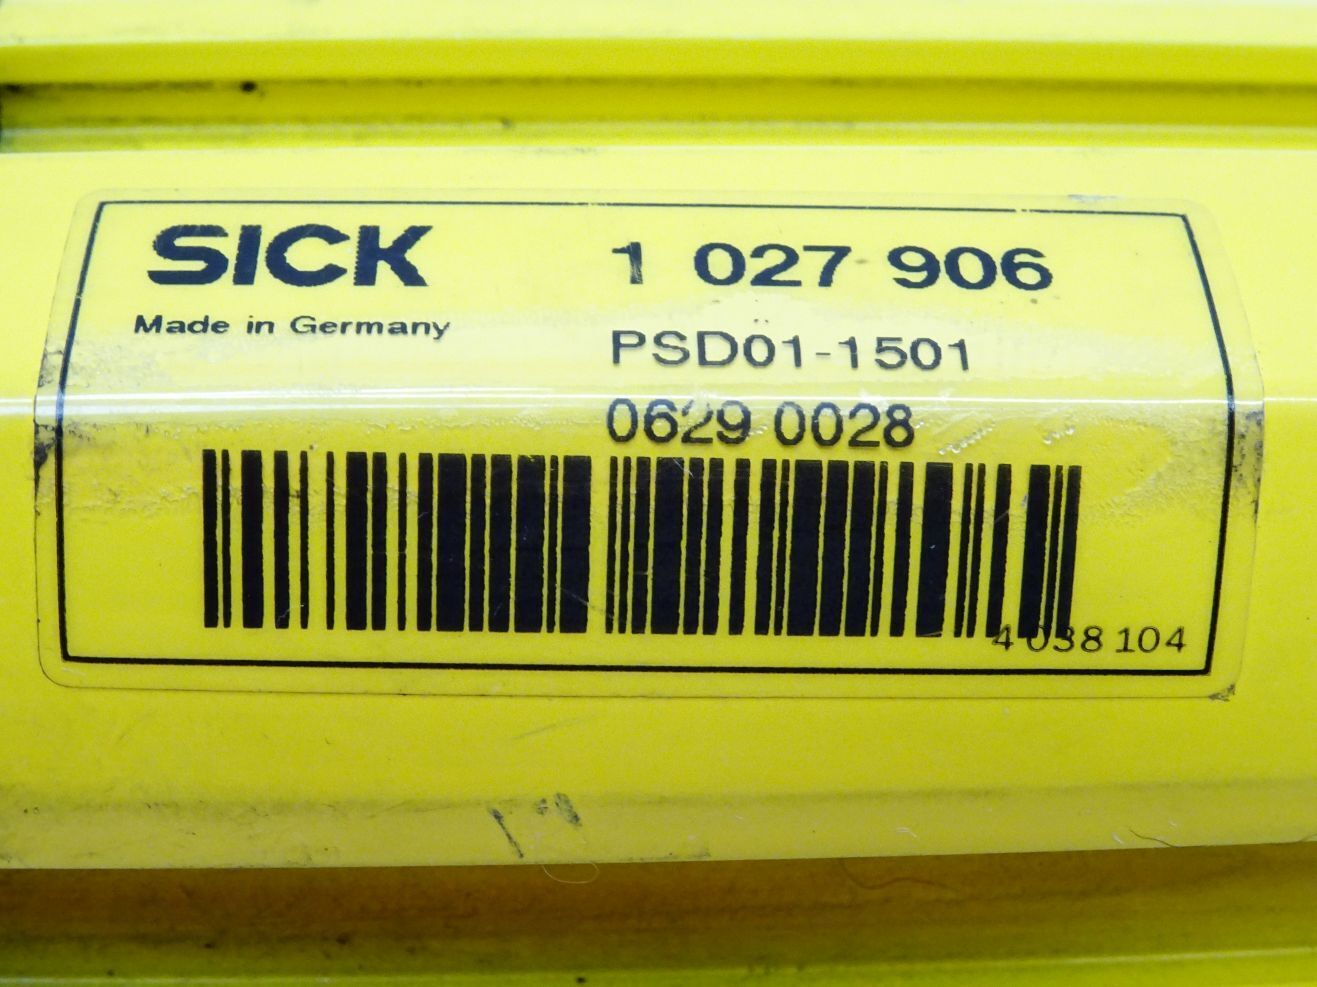 SICK
1 027 906
Made in Germany
PSD01-1501
0629 0028
4 038 104